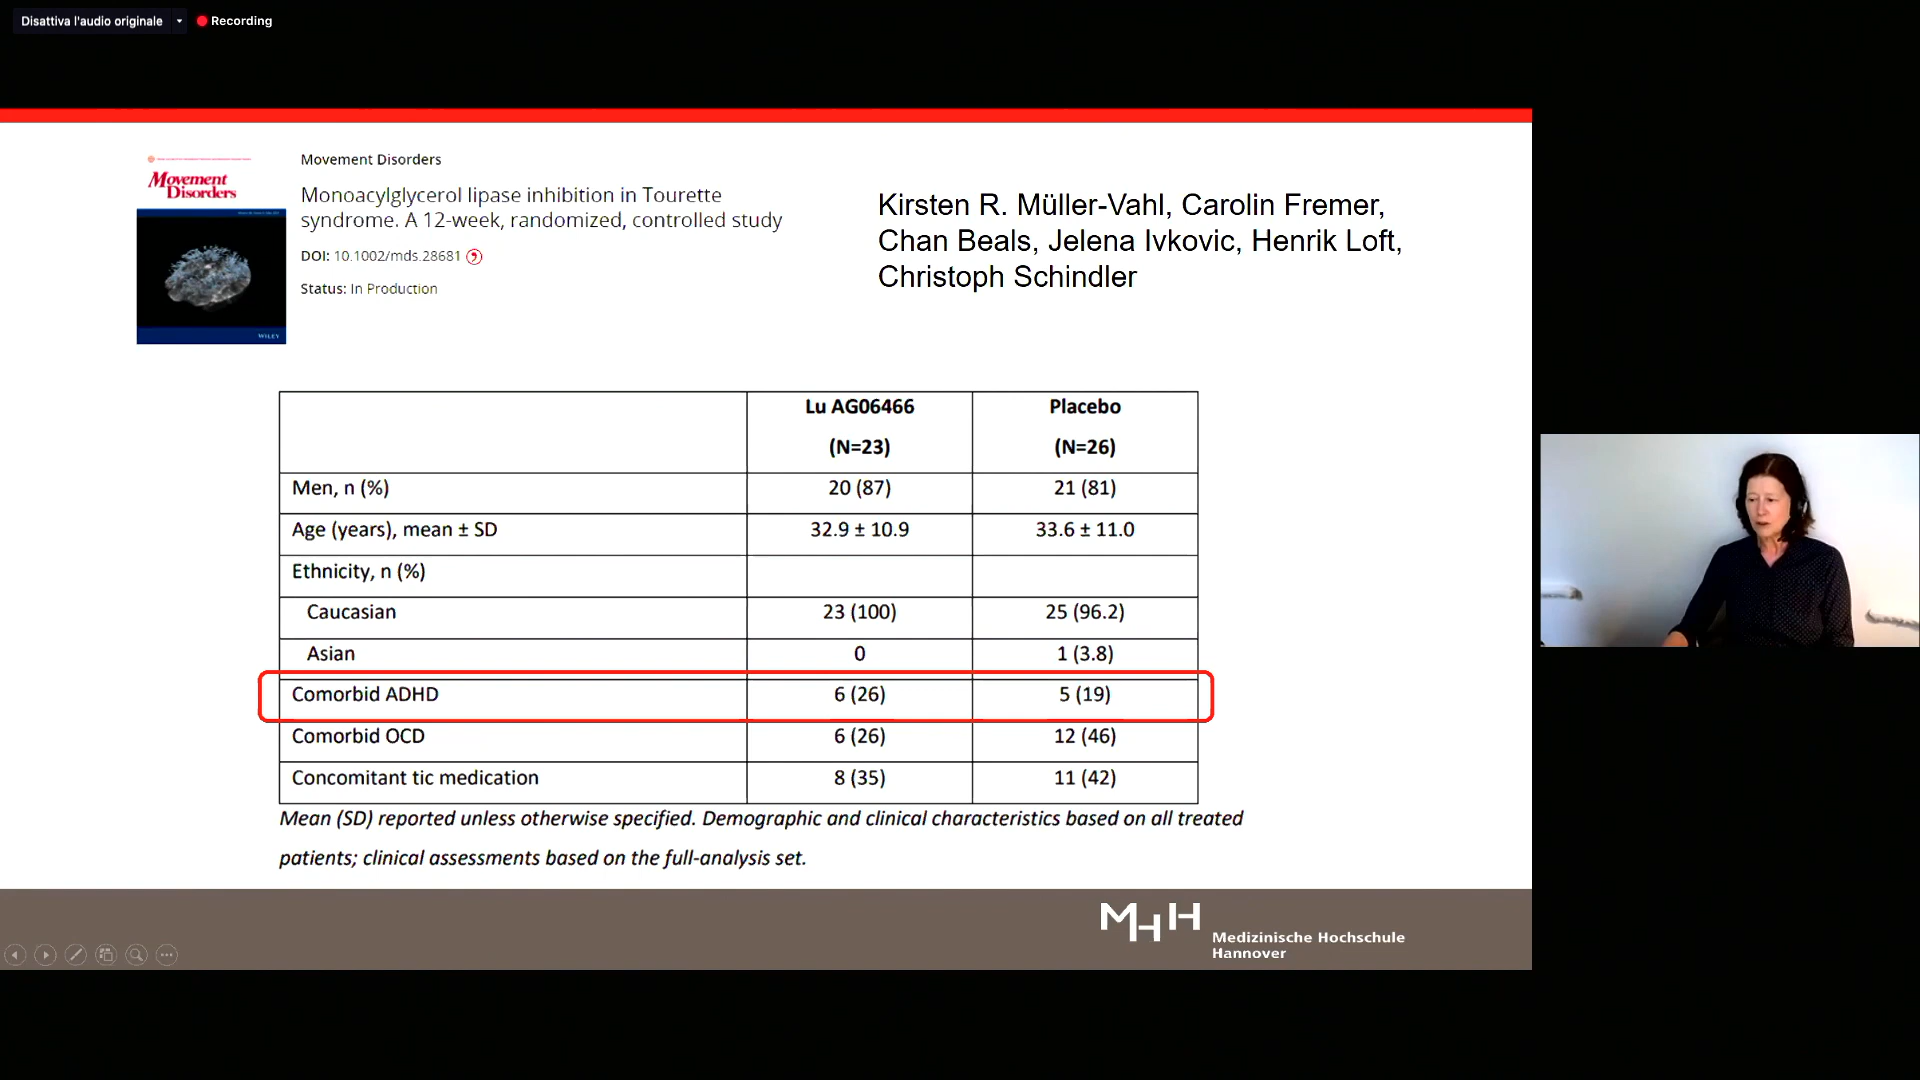 Disattiva l'audio originale
Recording
Movement
Disorders
WILEY
Movement Disorders
Monoacylglycerol lipase inhibition in Tourette
syndrome. A 12-week, randomized, controlled study
DOI: 10.1002/mds.28681
Status: In Production
Kirsten R. Müller-Vahl, Carolin Fremer,
Chan Beals, Jelena Ivkovic, Henrik Loft,
Christoph Schindler
Lu AG06466 Placebo
(N=23) (N=26)
Men, n (%) 20 (87) 21 (81)
Age (years), mean ± SD 32.9 ± 10.9 33.6 ± 11.0
Ethnicity, n (%)
Caucasian 23 (100) 25 (96.2)
Asian 0 1 (3.8)
Comorbid ADHD 6 (26) 5 (19)
Comorbid OCD 6 (26) 12 (46)
Concomitant tic medication 8 (35) 11 (42)
Mean (SD) reported unless otherwise specified. Demographic and clinical characteristics based on all treated
patients; clinical assessments based on the full-analysis set.
MHH
Medizinische Hochschule
Hannover